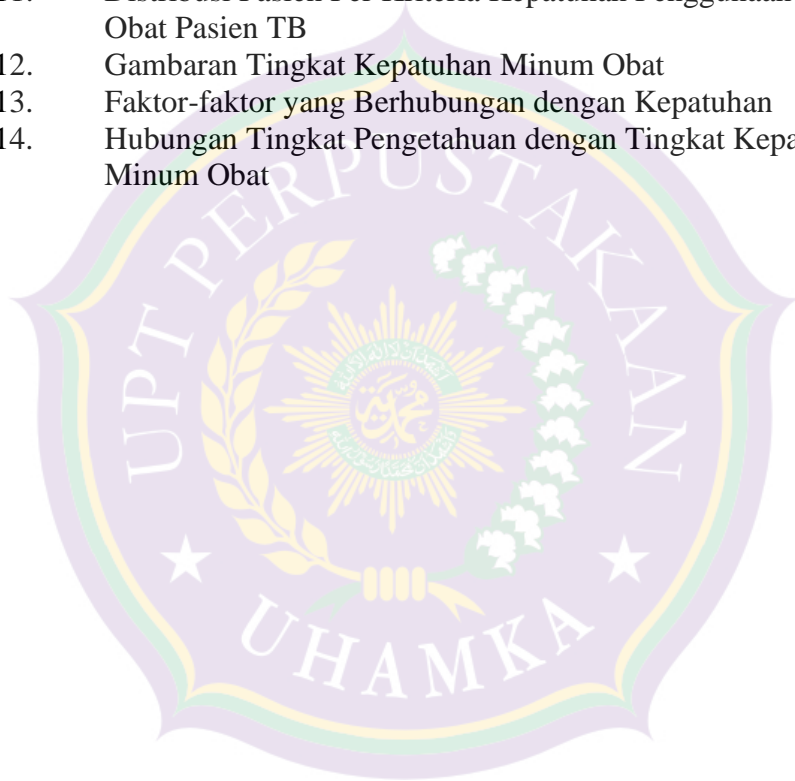 Obat Pasien TB
12. Gambaran Tingkat Kepatuhan Minum Obat
13. Faktor-faktor yang Berhubungan dengan Kepatuhan
14. Hubungan Tingkat Pengetahuan dengan Tingkat
Minum Obat
UPT PERPUSTAKAAN
UHAMKA